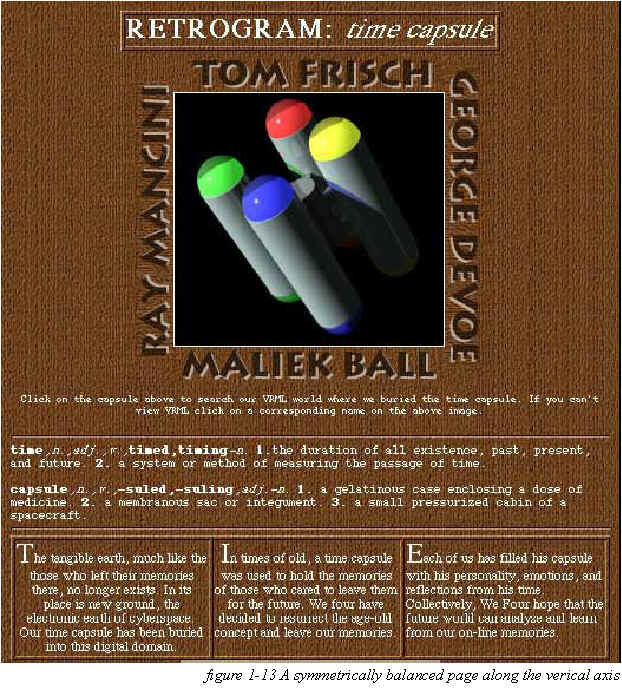 RETROGRAM: time capsule
TOM FRISCH
RAY MANCINI
GEORGE DEVOE
MALIEK BALL
Click on the capsule above to search our VRML world where we buried the time capsule. If you can't
view VRML click on a corresponding name on the above image.
time,n.,adj.,v.,timed,timing-n. 1.the duration of all existence, past, present,
and future. 2. a system or method of measuring the passage of time.
capsule,n.,v.,-suled,-suling,adj.-n. 1. a gelatinous case enclosing a dose of
medicine. 2. a membranous sac or integument. 3. a small pressurized cabin of a
spacecraft.
The tangible earth, much like the
those who left their memories
there, no longer exists. In its
place is new ground, the
electronic earth of cyberspace.
Our time capsule has been buried
into this digital domain.
In times of old, a time capsule
was used to hold the memories
of those who cared to leave them
for the future. We four have
decided to resurrect the age-old
concept and leave our memories.
Each of us has filled his capsule
with his personality, emotions, and
reflections from his time.
Collectively, We Four hope that the
future world can analyze and learn
from our on-line memories.
figure 1-13 A symmetrically balanced page along the verical axis